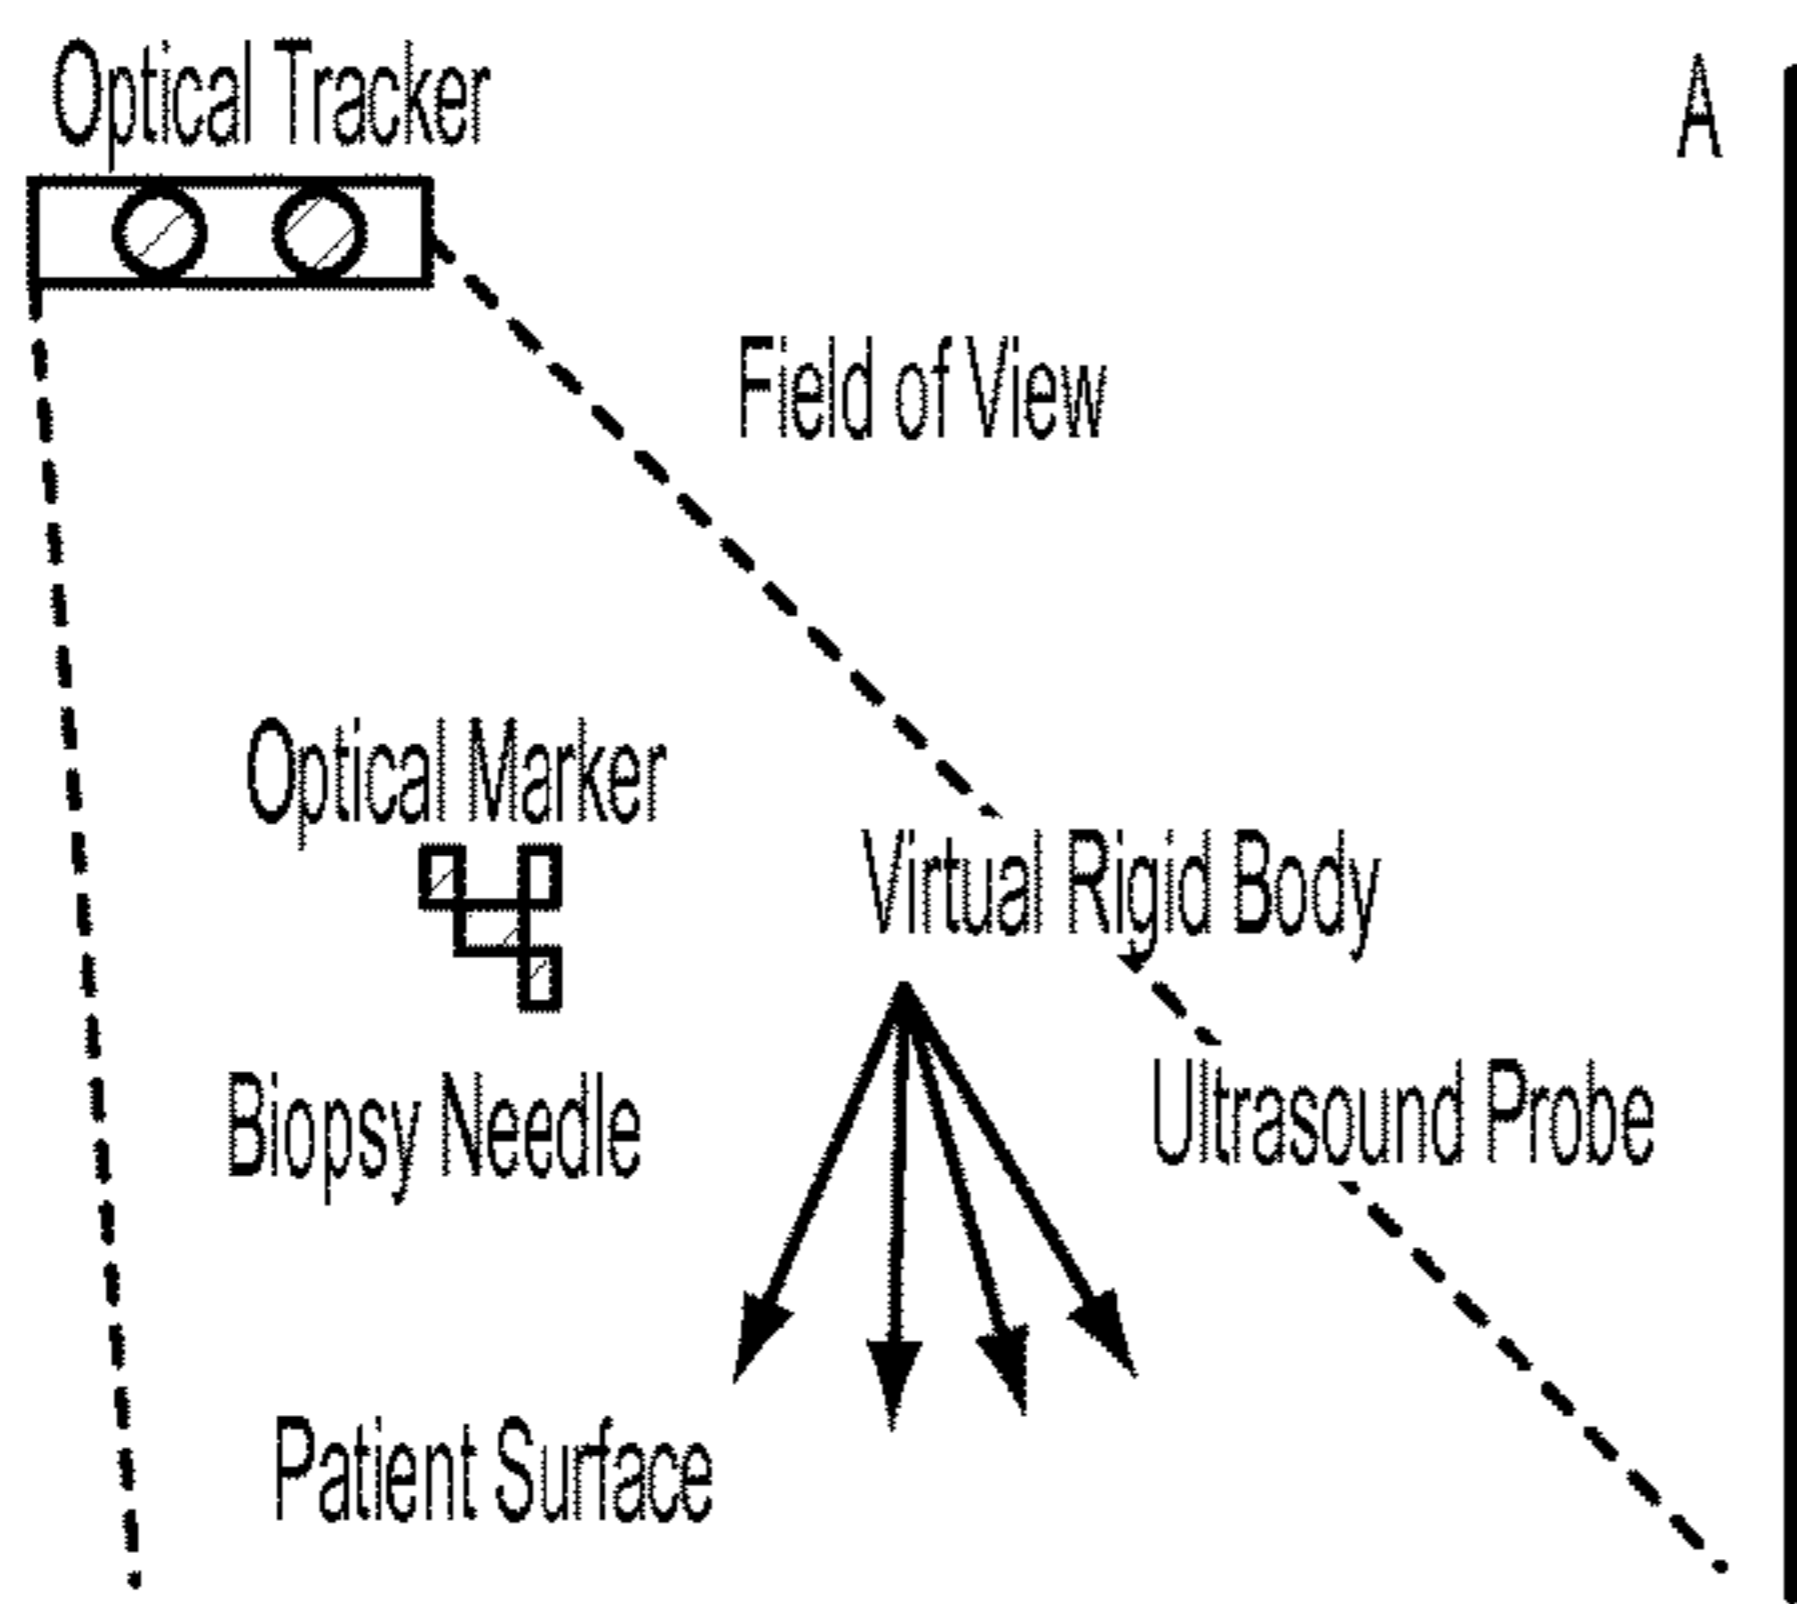 Optical Tracker
A
Field of View
Optical Marker
Virtual Rigid Body
Biopsy Needle
Ultrasound Probe
Patient Surface